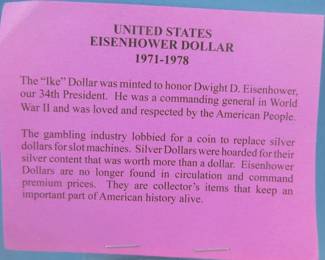 UNITED STATES
EISENHOWER DOLLAR
1971-1978
The "Ike" Dollar was minted to honor Dwight D. Eisenhower,
our 34th President. He was a commanding general in World
War II and was loved and respected by the American People.
The gambling industry lobbied for a coin to replace silver
dollars for slot machines. Silver Dollars were hoarded for their
silver content that was worth more than a dollar. Eisenhower
Dollars are no longer found in circulation and command
premium prices. They are collector's items that keep an
important part of American history alive.